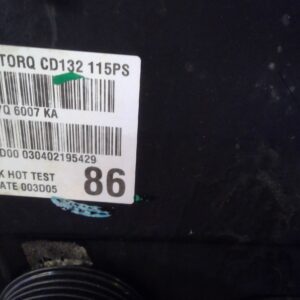 TORQ CD132 115PS
Q 6007 KA
D00 030402195429
K HOT TEST
ATE 003D05
86